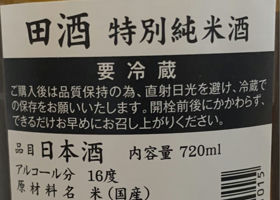 田酒 特別純米酒
要冷蔵
ご購入後は品質保持の為、直射日光を避け、冷蔵での保存をお願いいたします。開栓前後にかかわらず、できるだけお早めにお召し上がりください。
品目 日本酒 内容量 720ml
アルコール分 16度
原材料名 米(国産)